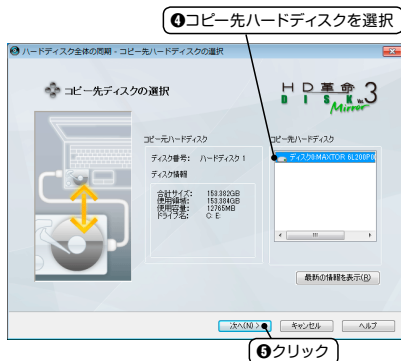 ❹コピー先ハードディスクを選択
ハードディスク全体の同期 - コピー先ハードディスクの選択
コピー先ディスクの選択
HD革命 DISK Mirror Ver.3
コピー元ハードディスク
コピー先ハードディスク
ディスク番号: ハードディスク 1
ディスク0:MAXTOR 6L200P0
ディスク情報
合計サイズ: 153.382GB
使用領域: 153.384GB
使用容量: 12765MB
ドライブ名: C: E:
最新の情報を表示(R)
次へ(N) >
キャンセル
ヘルプ
❺クリック